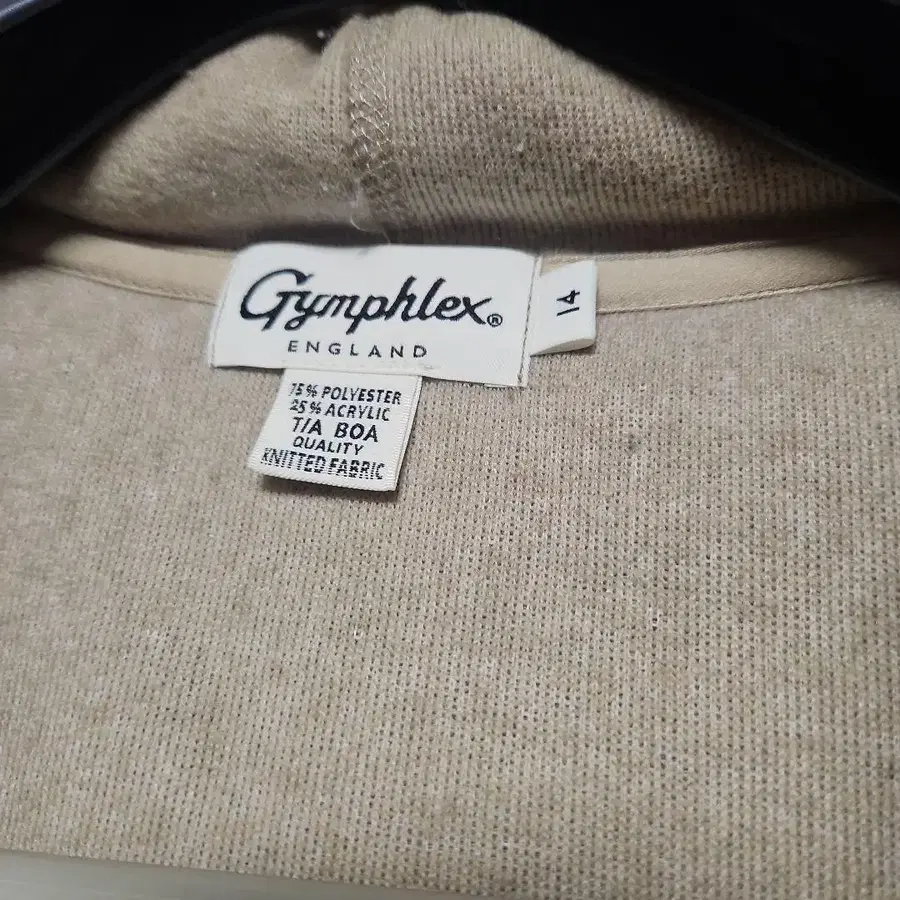 Gymphlex®
ENGLAND
14
75% POLYESTER
25% ACRYLIC
T/A BOA
QUALITY
KNITTED FABRIC